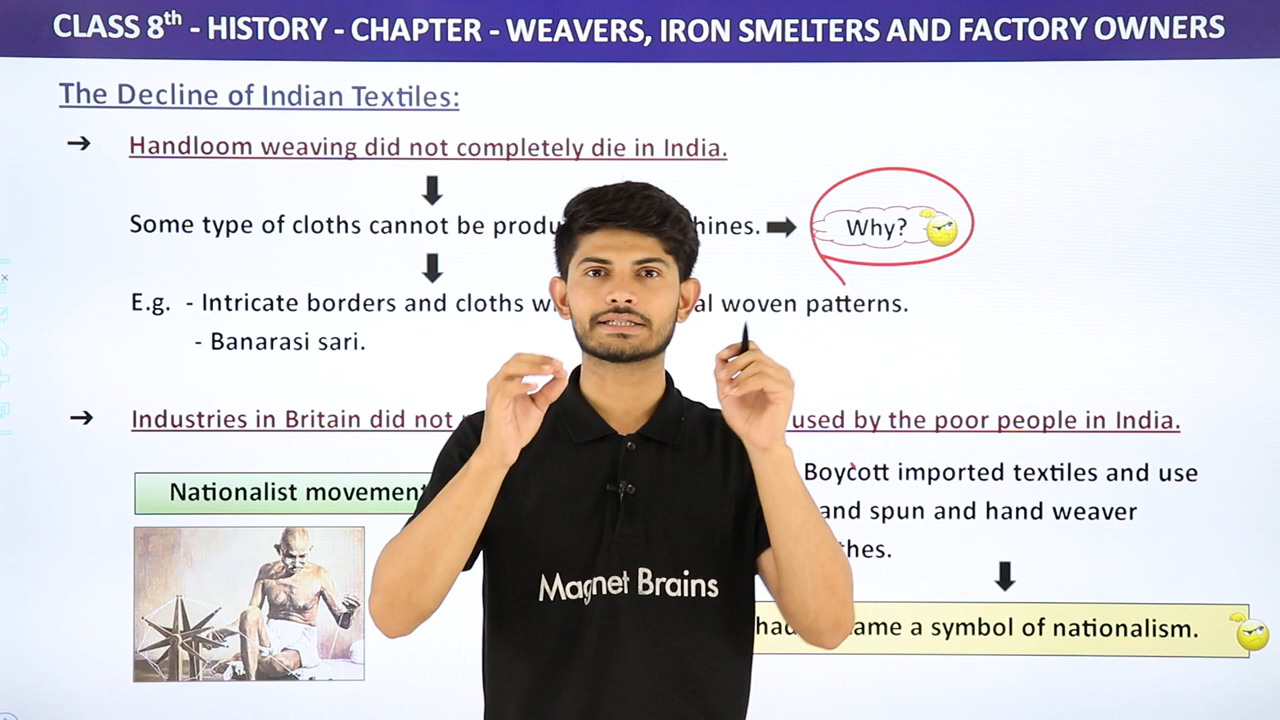 CLASS 8th - HISTORY - CHAPTER - WEAVERS, IRON SMELTERS AND FACTORY OWNERS
The Decline of Indian Textiles:
➔ Handloom weaving did not completely die in India.
Some type of cloths cannot be produ hines. Why?
E.g. - Intricate borders and cloths w al woven patterns.
- Banarasi sari.
➔ Industries in Britain did not used by the poor people in India.
Nationalist movement
Boycott imported textiles and use
and spun and hand weaver
thes.
had ame a symbol of nationalism.
Magnet Brains